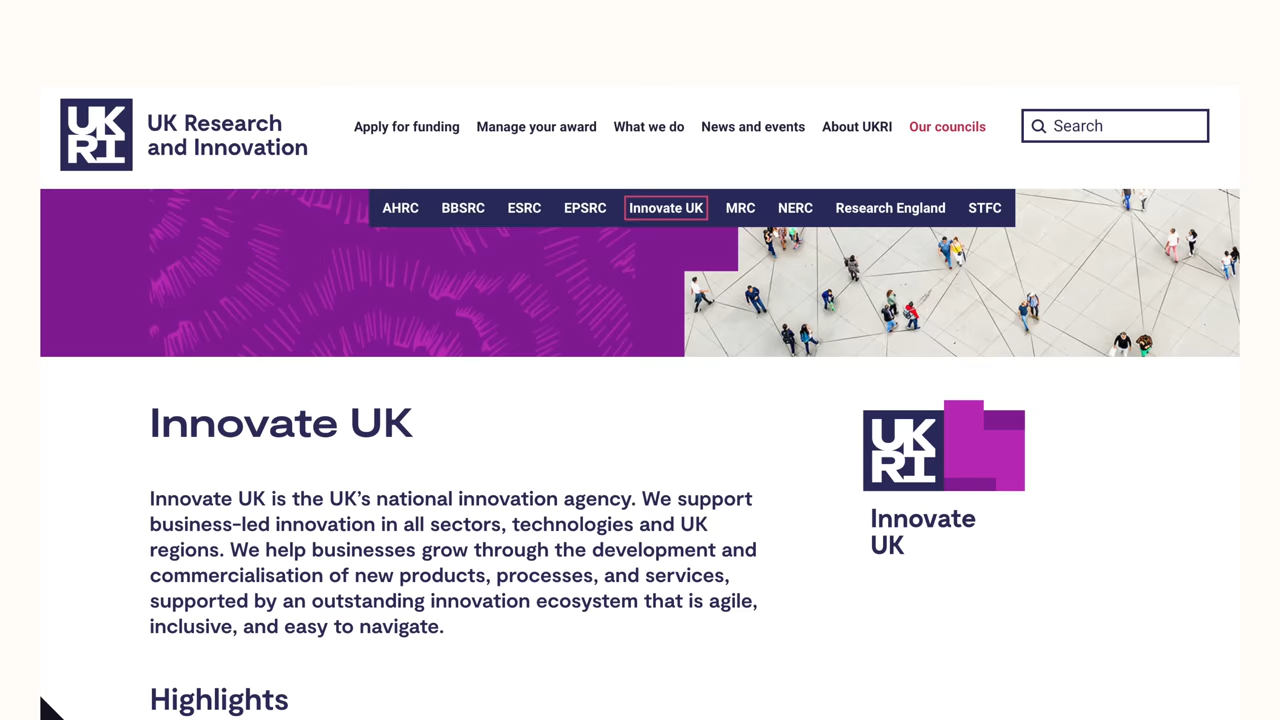 UK
RI
UK Research
and Innovation
Apply for funding Manage your award What we do News and events About UKRI Our councils
Search
AHRC BBSRC ESRC EPSRC Innovate UK MRC NERC Research England STFC
Innovate UK
UK
RI
Innovate
UK
Innovate UK is the UK’s national innovation agency. We support
business-led innovation in all sectors, technologies and UK
regions. We help businesses grow through the development and
commercialisation of new products, processes, and services,
supported by an outstanding innovation ecosystem that is agile,
inclusive, and easy to navigate.
Highlights